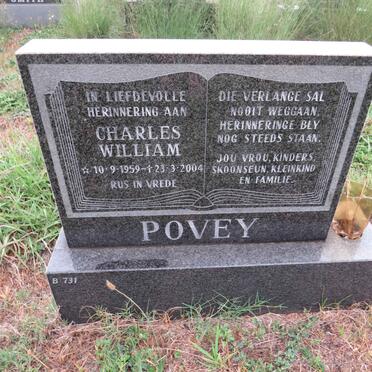 SMITH
IN LIEFDEVOLLE
HERINNERING AAN
CHARLES
WILLIAM
☆ 10·9·1959 - ✝ 23·3·2004
RUS IN VREDE
DIE VERLANGE SAL
NOOIT WEGGAAN,
HERINNERINGE BLY
NOG STEEDS STAAN.
JOU VROU, KINDERS,
SKOONSEUN, KLEINKIND
EN FAMILIE.
POVEY
B 731